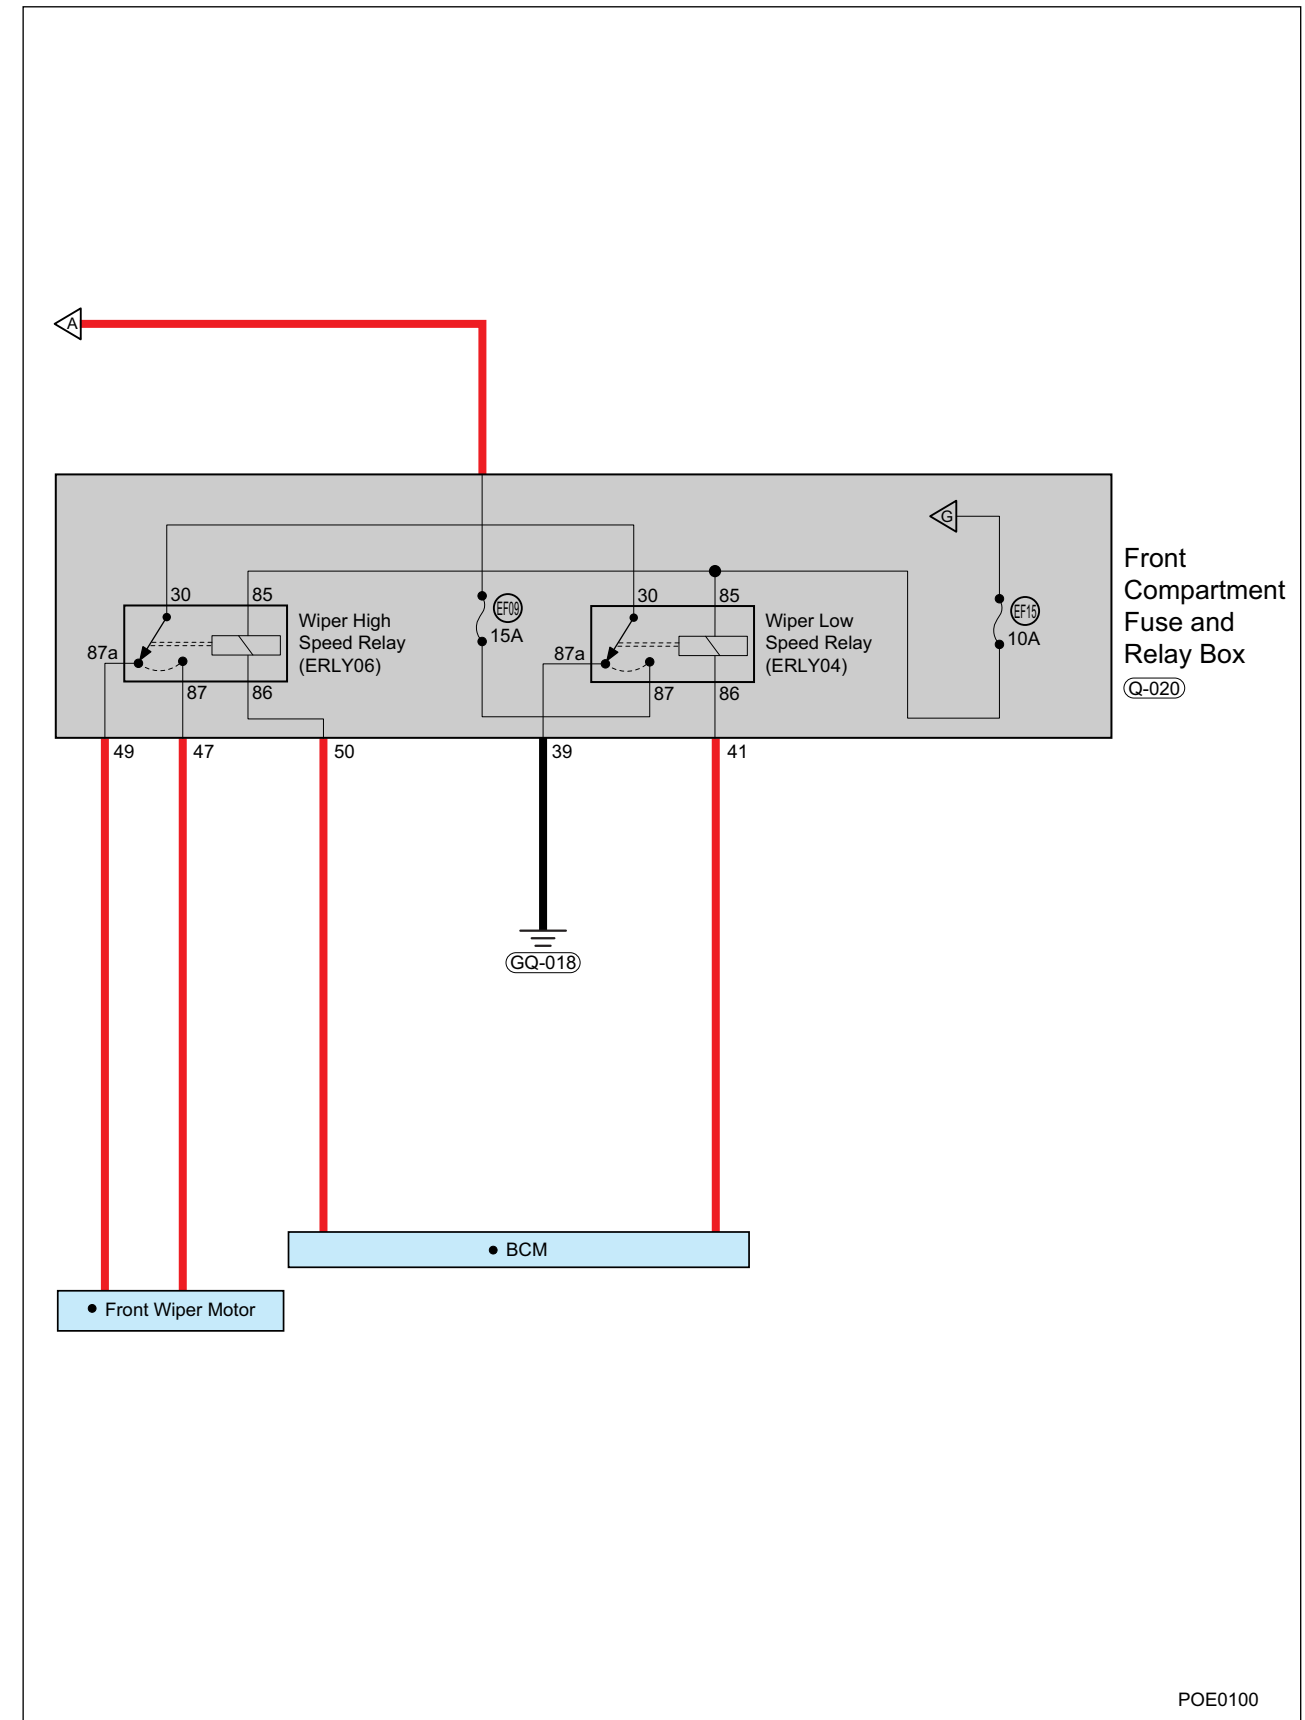 A
G
Front
Compartment
Fuse and
Relay Box
Q-020
30
85
Wiper High
Speed Relay
(ERLY06)
87a
87
86
EF09
15A
30
85
Wiper Low
Speed Relay
(ERLY04)
87a
87
86
EF15
10A
49
47
50
39
41
GQ-018
BCM
Front Wiper Motor
POE0100